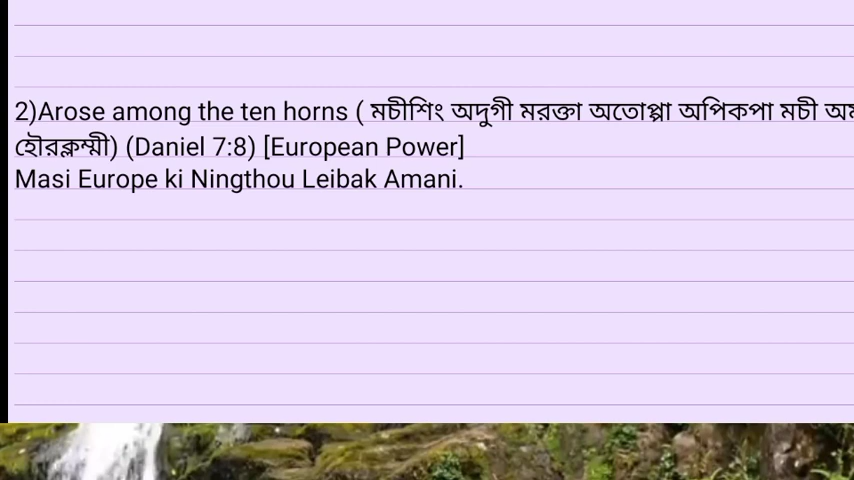 2)Arose among the ten horns ( মচীশিং অদুগী মরক্তা অতোপ্পা অপিকপা মচী
হৌরক্লম্মী) (Daniel 7:8) [European Power]
Masi Europe ki Ningthou Leibak Amani.